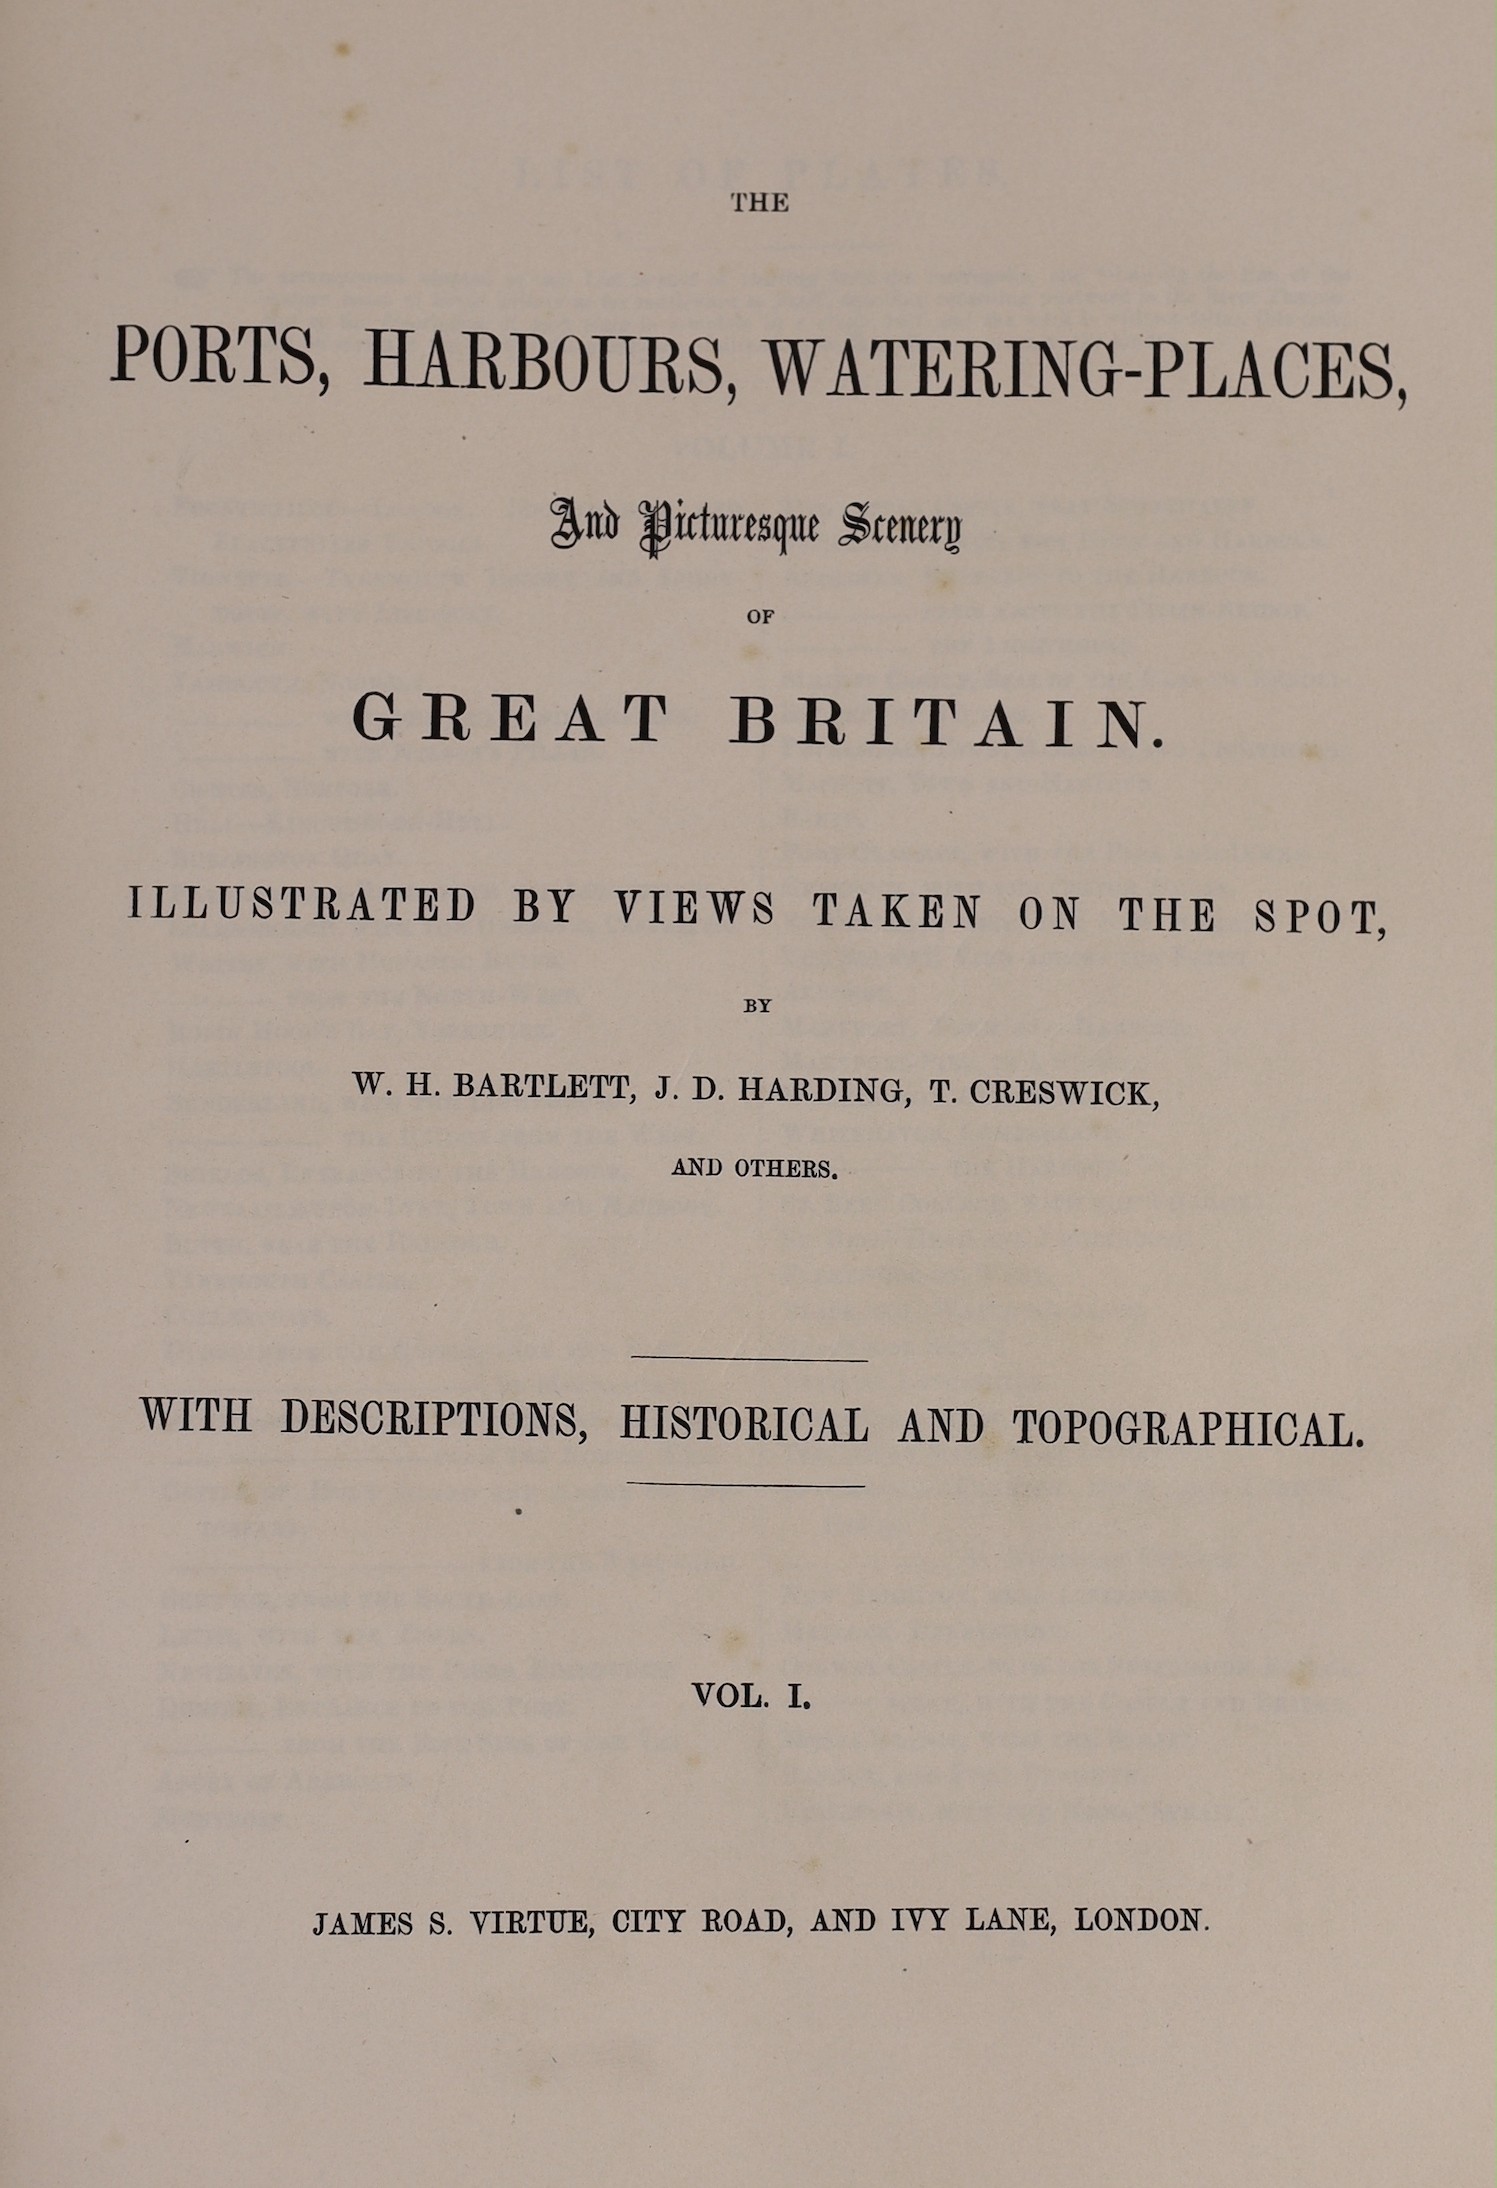 THE
PORTS, HARBOURS, WATERING-PLACES,
And Picturesque Scenery
OF
GREAT BRITAIN.
ILLUSTRATED BY VIEWS TAKEN ON THE SPOT,
BY
W. H. BARTLETT, J. D. HARDING, T. CRESWICK,
AND OTHERS.
WITH DESCRIPTIONS, HISTORICAL AND TOPOGRAPHICAL.
VOL. I.
JAMES S. VIRTUE, CITY ROAD, AND IVY LANE, LONDON.